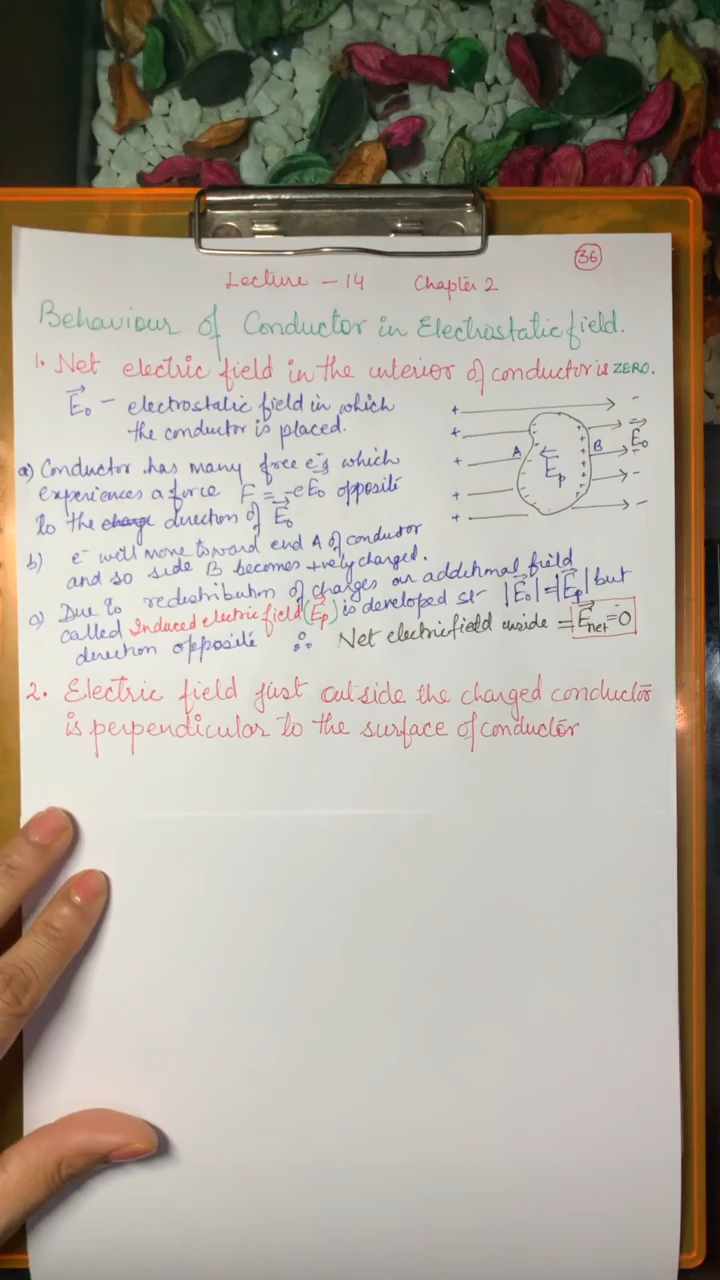 36
Lecture - 14 Chapter 2
Behaviour of Conductor in Electrostatic field.
1. Net electric field in the interior of conductor is ZERO.
E₀ - electrostatic field in which
the conductor is placed.
a) Conductor has many free e⁻s which
experiences a force F = -eE₀ opposite
to the charge direction of E₀
b) e⁻ will move toward end A of conductor
and so side B becomes +vely charged.
c) Due to redistribution of charges an additional field
called Induced electric field (Ep) is developed st |E₀| = |Ep| but
direction opposite ∴ Net electric field inside = Enet = 0
+ -
+
+ A Ep B E₀
+ -
+ -
2. Electric field just outside the charged conductor
is perpendicular to the surface of conductor